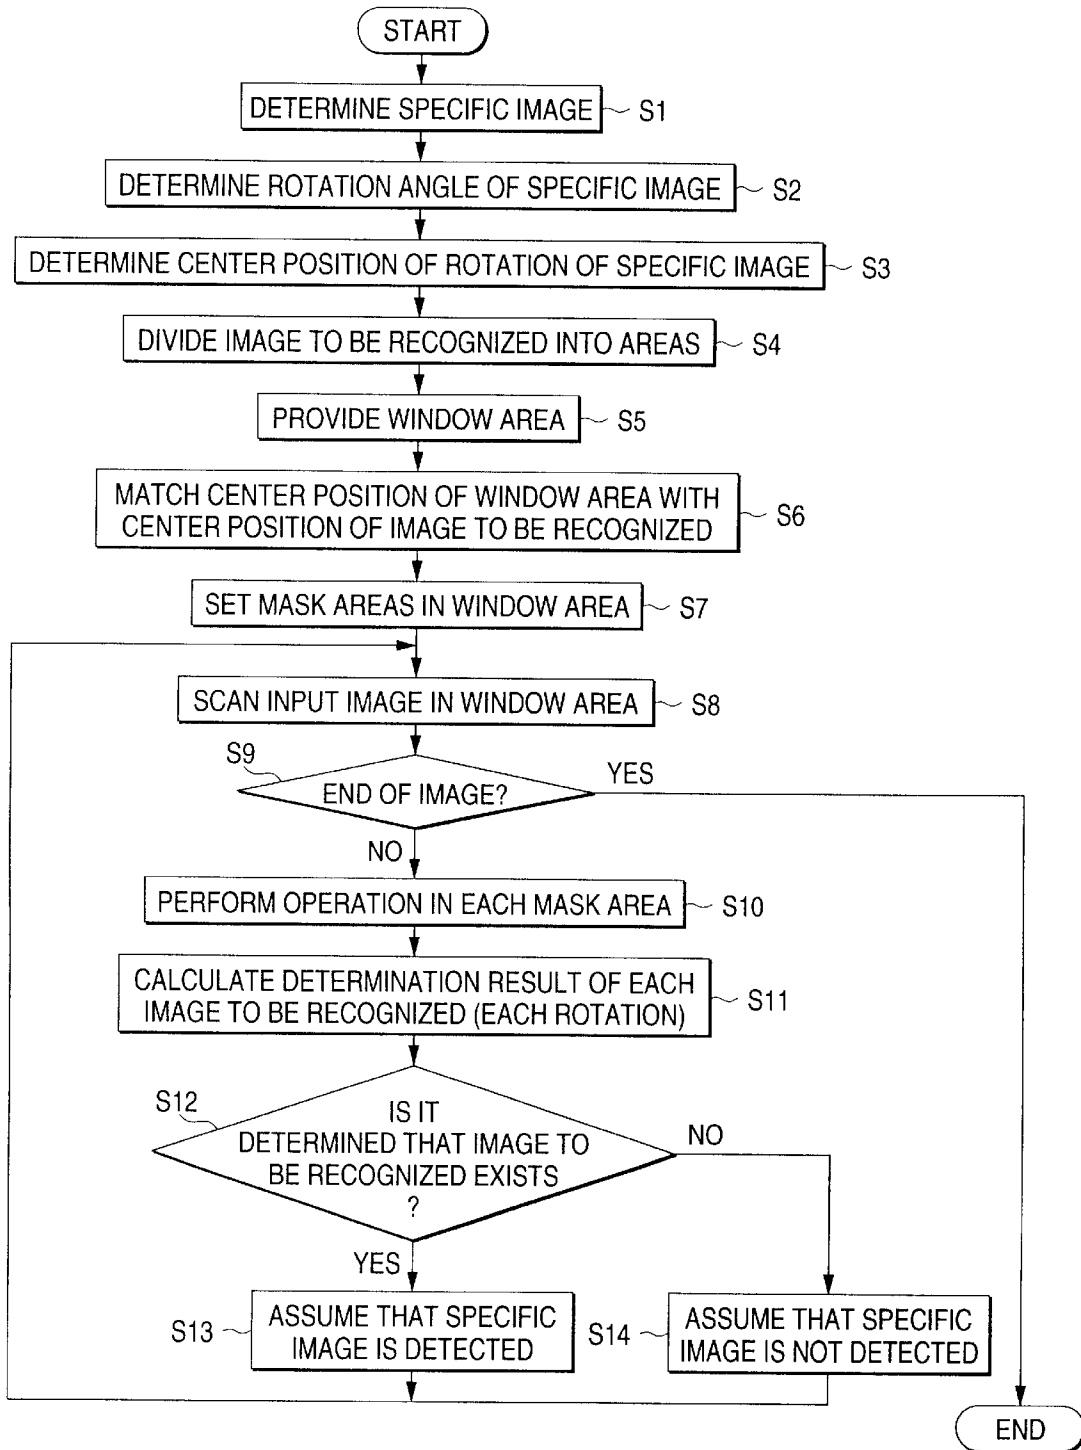 START
DETERMINE SPECIFIC IMAGE
S1
DETERMINE ROTATION ANGLE OF SPECIFIC IMAGE
S2
DETERMINE CENTER POSITION OF ROTATION OF SPECIFIC IMAGE
S3
DIVIDE IMAGE TO BE RECOGNIZED INTO AREAS
S4
PROVIDE WINDOW AREA
S5
MATCH CENTER POSITION OF WINDOW AREA WITH
CENTER POSITION OF IMAGE TO BE RECOGNIZED
S6
SET MASK AREAS IN WINDOW AREA
S7
SCAN INPUT IMAGE IN WINDOW AREA
S8
S9
END OF IMAGE?
YES
NO
PERFORM OPERATION IN EACH MASK AREA
S10
CALCULATE DETERMINATION RESULT OF EACH
IMAGE TO BE RECOGNIZED (EACH ROTATION)
S11
S12
IS IT
DETERMINED THAT IMAGE TO
BE RECOGNIZED EXISTS
?
NO
YES
S13
ASSUME THAT SPECIFIC
IMAGE IS DETECTED
S14
ASSUME THAT SPECIFIC
IMAGE IS NOT DETECTED
END